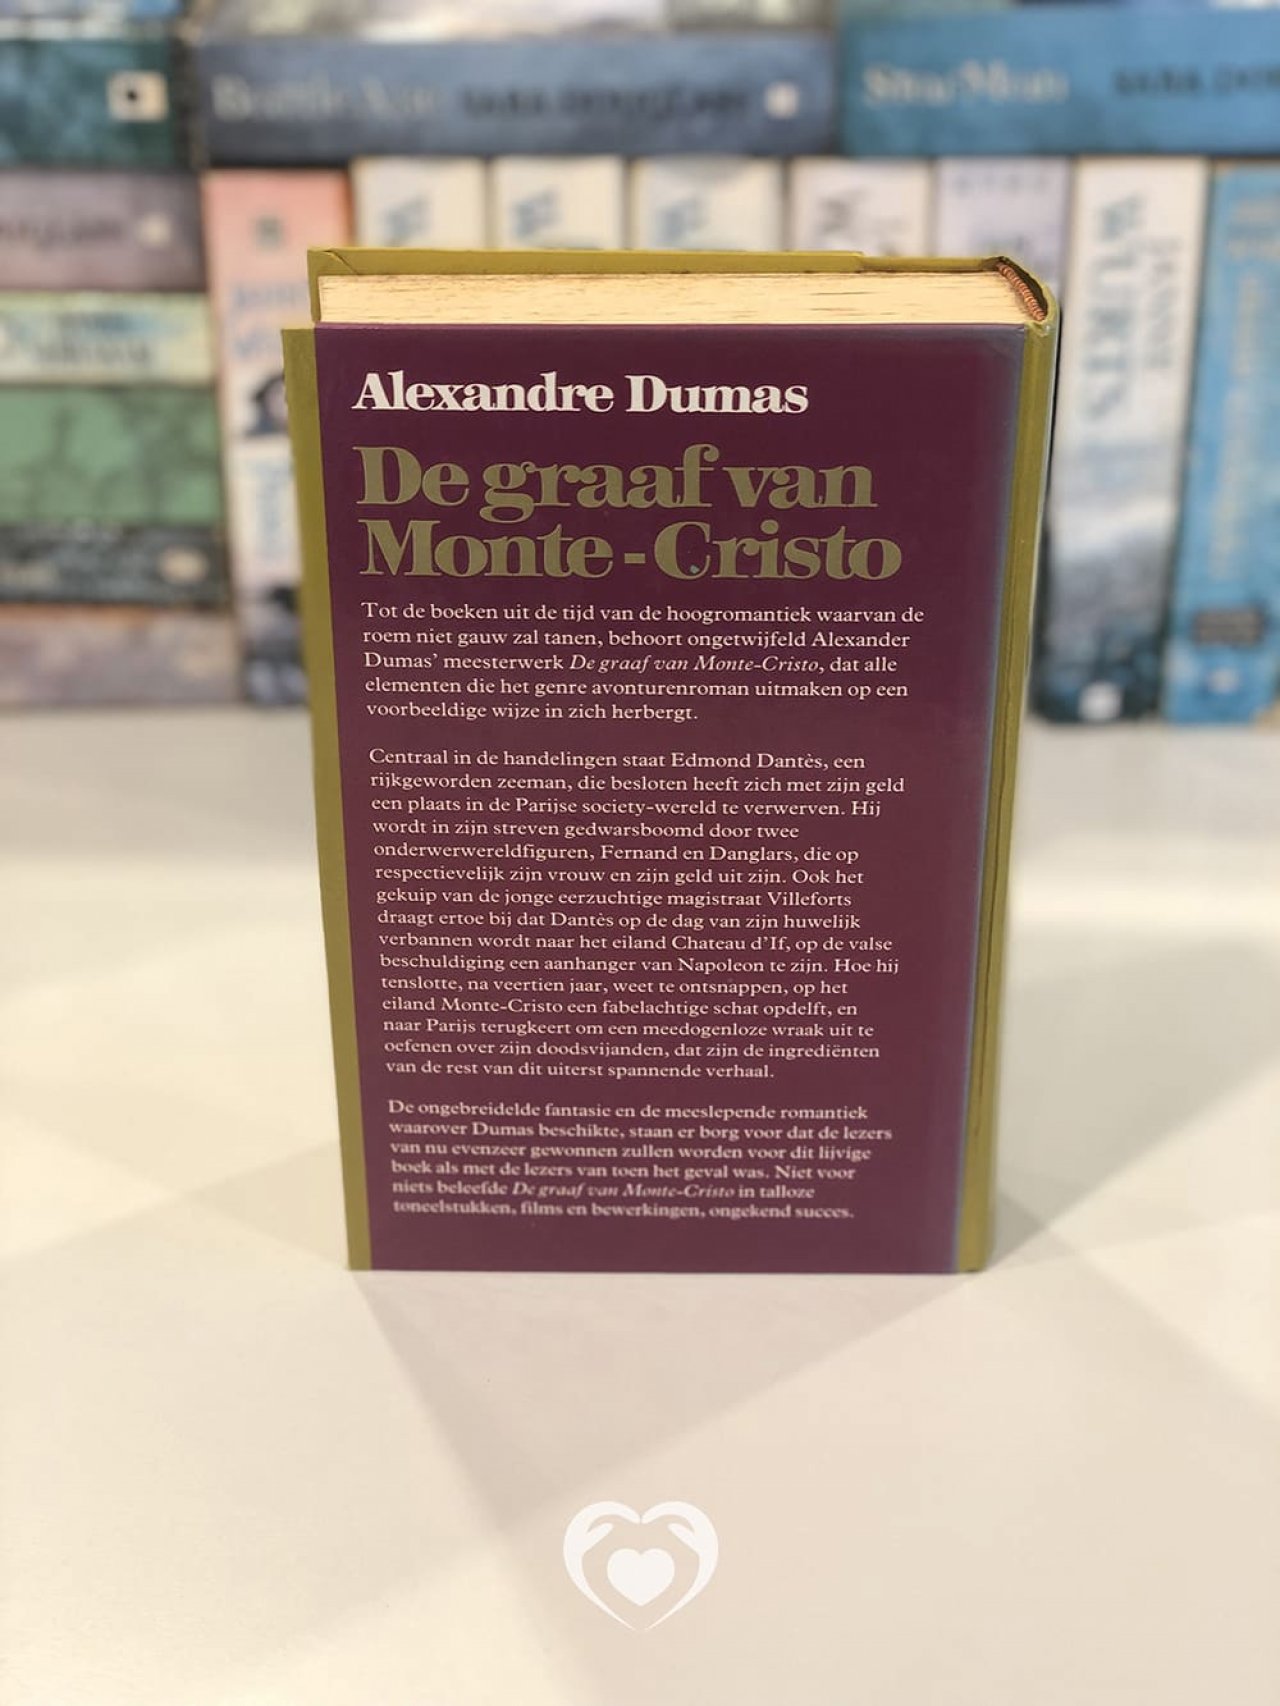 SARA DOUGLASS
Alexandre Dumas
De graaf van
Monte-Cristo
Tot de boeken uit de tijd van de hoogromantiek waarvan de
roem niet gauw zal tanen, behoort ongetwijfeld Alexander
Dumas' meesterwerk De graaf van Monte-Cristo, dat alle
elementen die het genre avonturenroman uitmaken op een
voorbeeldige wijze in zich herbergt.
Centraal in de handelingen staat Edmond Dantès, een
rijkgeworden zeeman, die besloten heeft zich met zijn geld
een plaats in de Parijse society-wereld te verwerven. Hij
wordt in zijn streven gedwarsboomd door twee
onderwerwereldfiguren, Fernand en Danglars, die op
respectievelijk zijn vrouw en zijn geld uit zijn. Ook het
gekuip van de jonge eerzuchtige magistraat Villeforts
draagt ertoe bij dat Dantès op de dag van zijn huwelijk
verbannen wordt naar het eiland Chateau d'If, op de valse
beschuldiging een aanhanger van Napoleon te zijn. Hoe hij
tenslotte, na veertien jaar, weet te ontsnappen, op het
eiland Monte-Cristo een fabelachtige schat opdelft, en
naar Parijs terugkeert om een meedogenloze wraak uit te
oefenen over zijn doodsvijanden, dat zijn de ingrediënten
van de rest van dit uiterst spannende verhaal.
De ongebreidelde fantasie en de meeslepende romantiek
waarover Dumas beschikte, staan er borg voor dat de lezers
van nu evenzeer gewonnen zullen worden voor dit lijvige
boek als met de lezers van toen het geval was. Niet voor
niets beleefde De graaf van Monte-Cristo in talloze
toneelstukken, films en bewerkingen, ongekend succes.
JANNY
WURTS